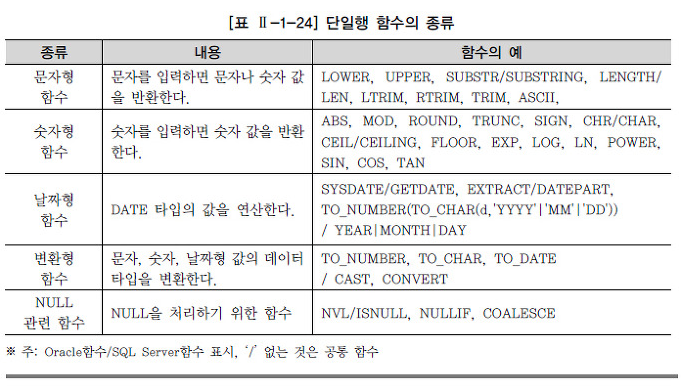 [표 Ⅱ-1-24] 단일행 함수의 종류
종류 내용 함수의 예
문자형 함수 문자를 입력하면 문자나 숫자 값을 반환한다. LOWER, UPPER, SUBSTR/SUBSTRING, LENGTH/
LEN, LTRIM, RTRIM, TRIM, ASCII,
숫자형 함수 숫자를 입력하면 숫자 값을 반환한다. ABS, MOD, ROUND, TRUNC, SIGN, CHR/CHAR,
CEIL/CEILING, FLOOR, EXP, LOG, LN, POWER,
SIN, COS, TAN
날짜형 함수 DATE 타입의 값을 연산한다. SYSDATE/GETDATE, EXTRACT/DATEPART,
TO_NUMBER(TO_CHAR(d,'YYYY'|'MM'|'DD'))
/ YEAR|MONTH|DAY
변환형 함수 문자, 숫자, 날짜형 값의 데이터 타입을 변환한다. TO_NUMBER, TO_CHAR, TO_DATE
/ CAST, CONVERT
NULL 관련 함수 NULL을 처리하기 위한 함수 NVL/ISNULL, NULLIF, COALESCE
※ 주: Oracle함수/SQL Server함수 표시, '/' 없는 것은 공통 함수